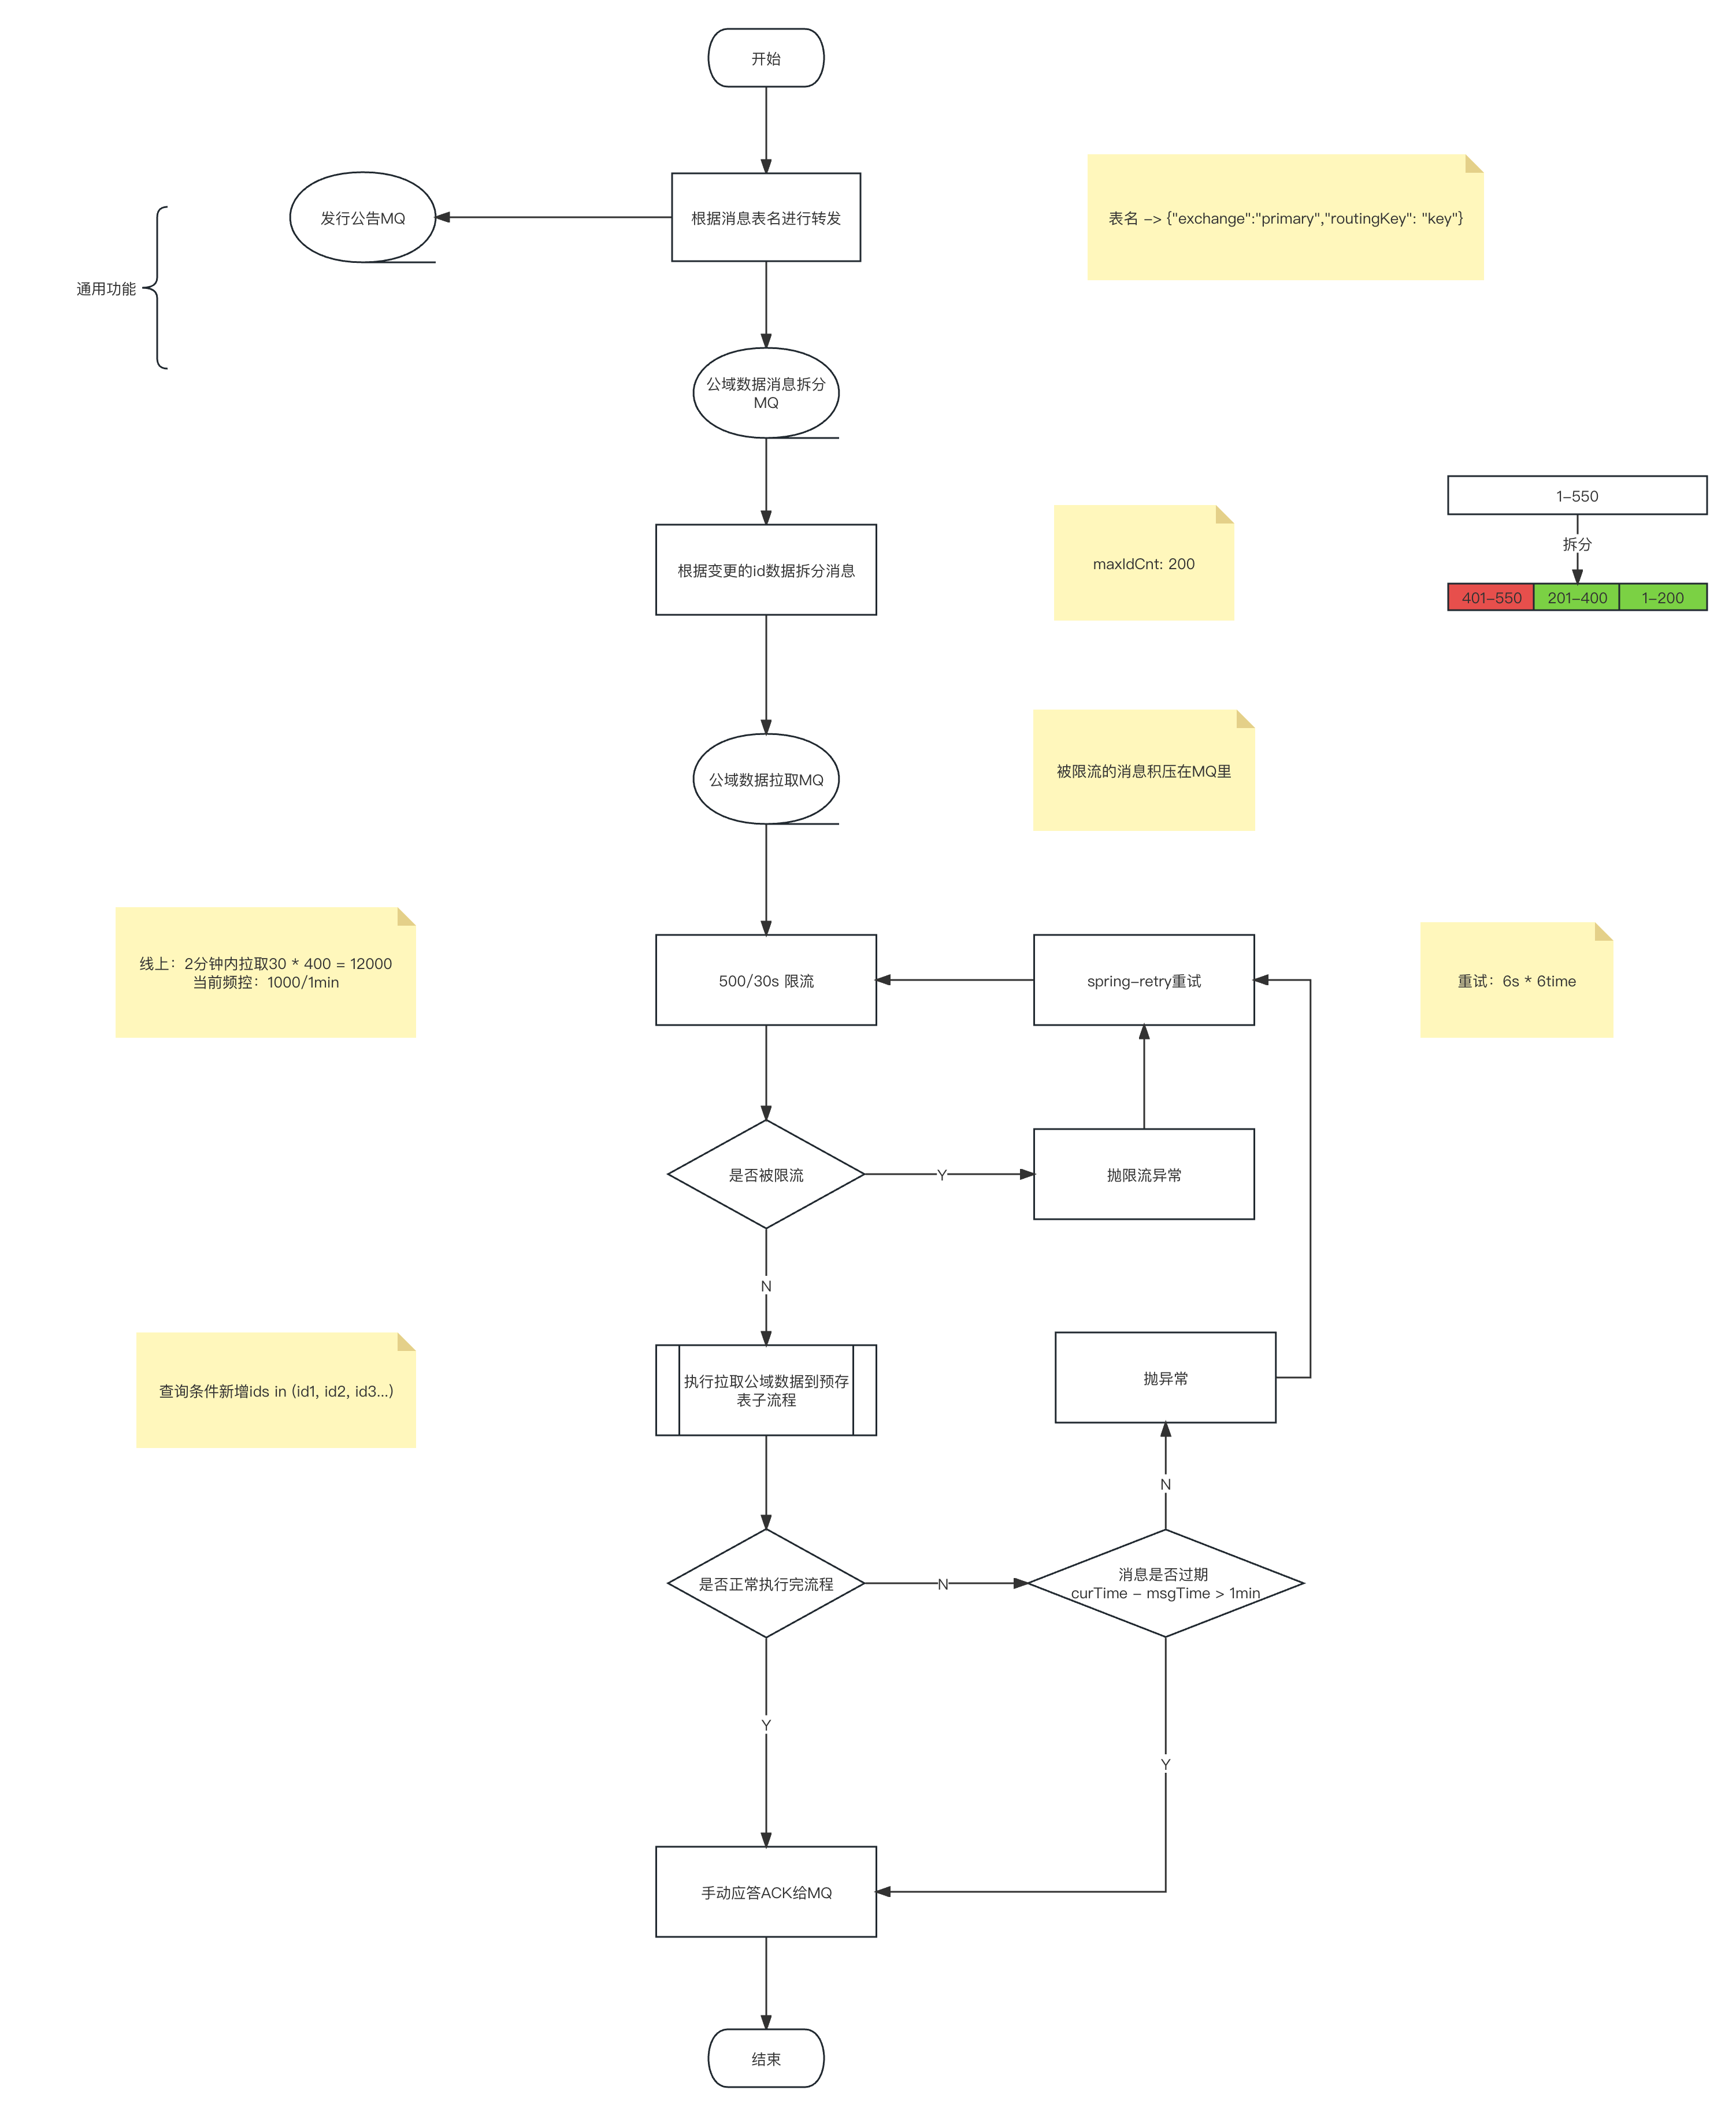 开始
发行公告MQ
根据消息表名进行转发
表名 -> {"exchange":"primary","routingKey": "key"}
通用功能
公域数据消息拆分
MQ
1-550
拆分
401-550
201-400
1-200
根据变更的id数据拆分消息
maxIdCnt: 200
公域数据拉取MQ
被限流的消息积压在MQ里
线上：2分钟内拉取30 * 400 = 12000
当前频控：1000/1min
500/30s 限流
spring-retry重试
重试：6s * 6time
是否被限流
Y
抛限流异常
N
查询条件新增ids in (id1, id2, id3...)
执行拉取公域数据到预存
表子流程
抛异常
N
是否正常执行完流程
N
消息是否过期
curTime - msgTime > 1min
Y
Y
手动应答ACK给MQ
结束